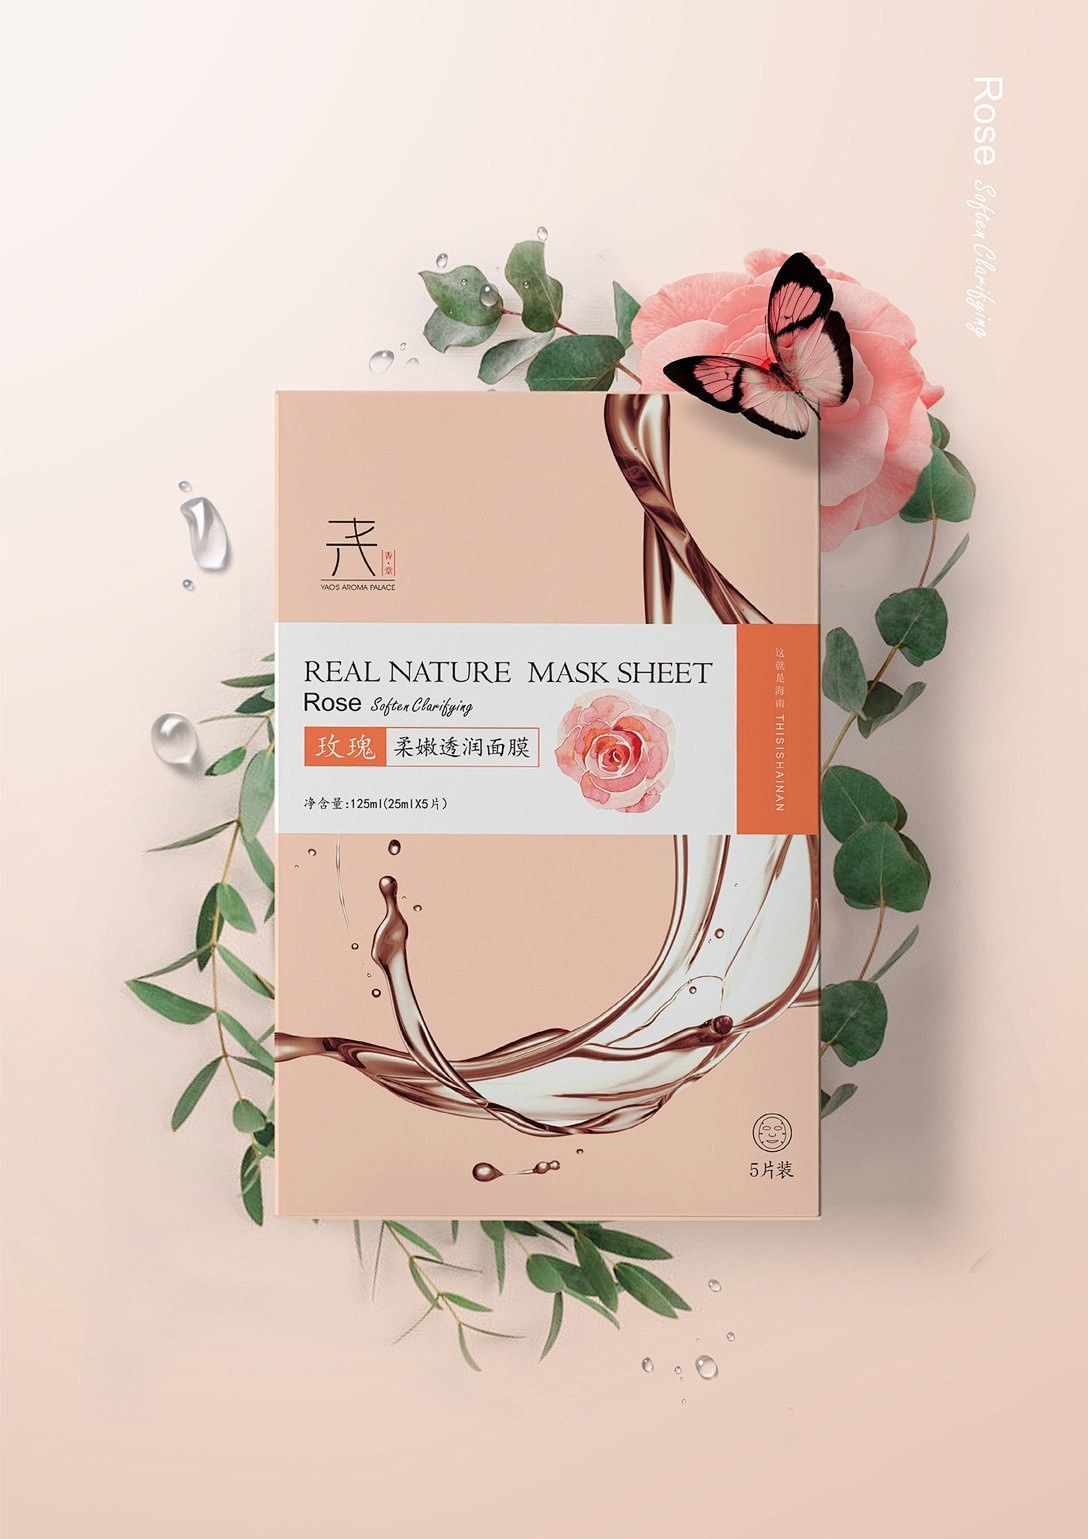 Rose Soften Clarifying
尧
香·堂
YAO'S AROMA PALACE
REAL NATURE MASK SHEET
Rose Soften Clarifying
玫瑰 柔嫩透润面膜
净含量:125ml(25mlX5片)
这就是海南 THISISHAINAN
5片装